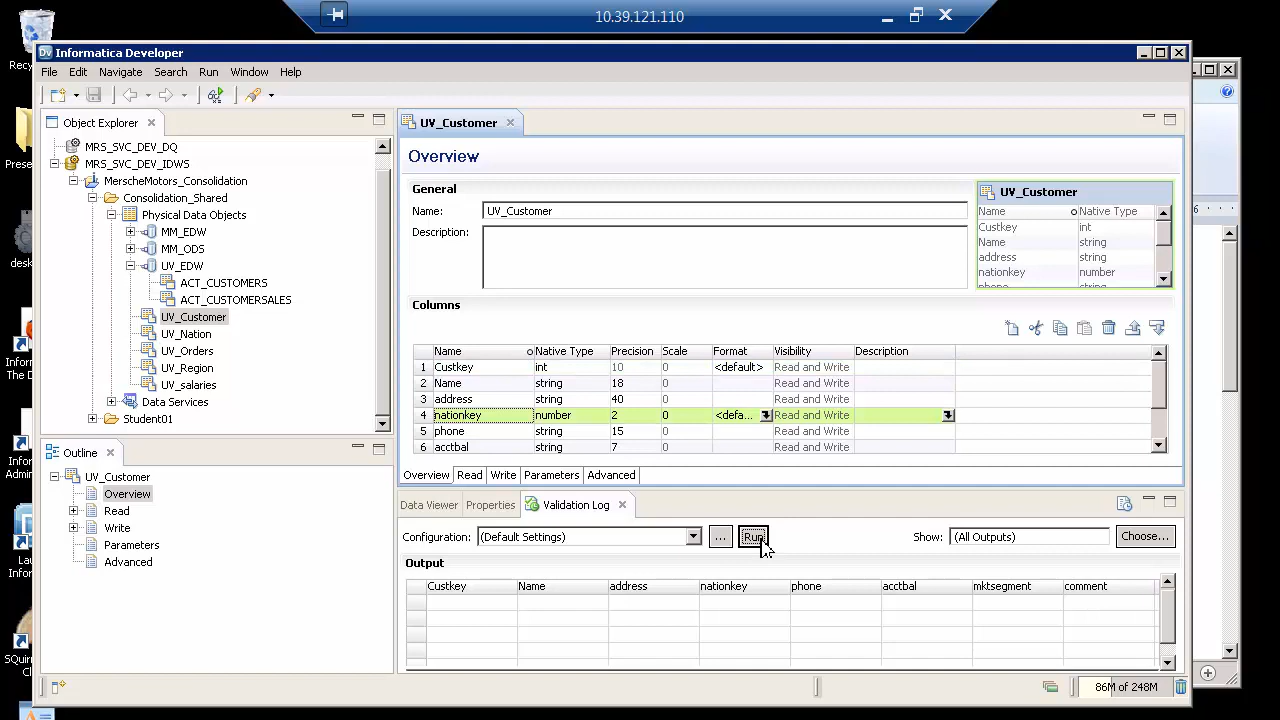 10.39.121.110
Informatica Developer
File Edit Navigate Search Run Window Help
Object Explorer
MRS_SVC_DEV_DQ
MRS_SVC_DEV_IDWS
MerscheMotors_Consolidation
Consolidation_Shared
Physical Data Objects
MM_EDW
MM_ODS
UV_EDW
ACT_CUSTOMERS
ACT_CUSTOMERSALES
UV_Customer
UV_Nation
UV_Orders
UV_Region
UV_salaries
Data Services
Student01
Outline
UV_Customer
Overview
Read
Write
Parameters
Advanced
UV_Customer
Overview
General
Name: UV_Customer
Description:
UV_Customer
Name Native Type
Custkey int
Name string
address string
nationkey number
Columns
Name Native Type Precision Scale Format Visibility Description
1 Custkey int 10 0 <default> Read and Write
2 Name string 18 0 Read and Write
3 address string 40 0 Read and Write
4 nationkey number 2 0 <defa... Read and Write
5 phone string 15 0 Read and Write
6 acctbal string 7 0 Read and Write
Overview Read Write Parameters Advanced
Data Viewer Properties Validation Log
Configuration: (Default Settings) ... Run Show: (All Outputs) Choose...
Output
Custkey Name address nationkey phone acctbal mktsegment comment
86M of 248M